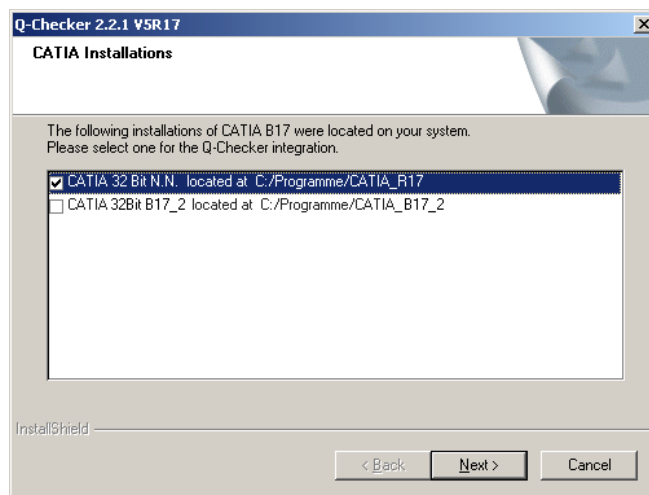 Q-Checker 2.2.1 V5R17
CATIA Installations
The following installations of CATIA B17 were located on your system.
Please select one for the Q-Checker integration.
CATIA 32 Bit N.N.  located at  C:/Programme/CATIA_R17
CATIA 32Bit B17_2  located at  C:/Programme/CATIA_B17_2
InstallShield
< Back
Next >
Cancel